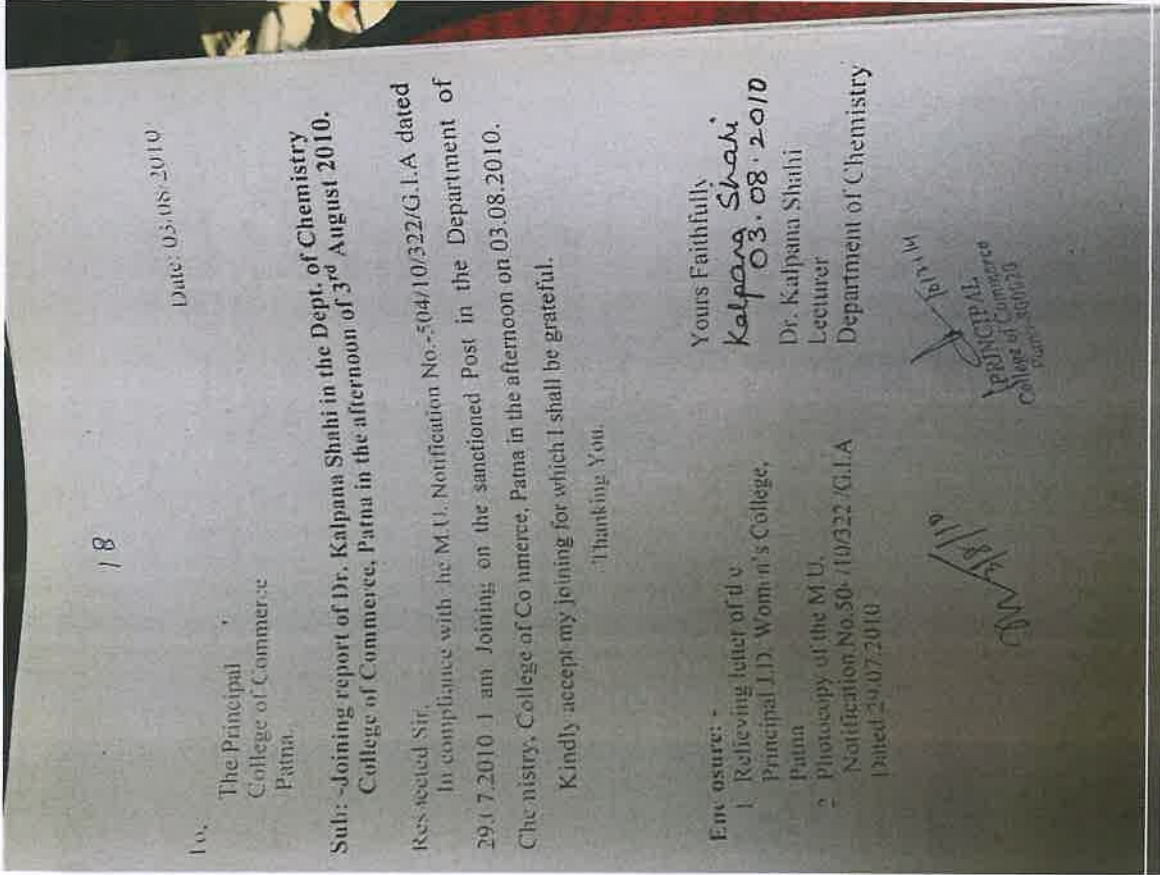 18
Date: 03/08/2010
To,
The Principal
College of Commerce
Patna.
Sub: -Joining report of Dr. Kalpana Shahi in the Dept. of Chemistry
College of Commerce, Patna in the afternoon of 3rd August 2010.
Respected Sir,
In compliance with he M.U. Notification No.-504/10/322/G.I.A dated
29.07.2010 I am Joining on the sanctioned Post in the Department of
Chemistry, College of Commerce, Patna in the afternoon on 03.08.2010.
Kindly accept my joining for which I shall be grateful.
Thanking You.
Yours Faithfully
Kalpana Shahi
03.08.2010
Dr. Kalpana Shahi
Lecturer
Department of Chemistry
Enclosure: -
1 Relieving letter of the
Principal J.D. Women's College,
Patna
2 Photocopy of the M U.
Notification No.504/10/322/G.I.A
Dated 29.07.2010
3/8/10
PRINCIPAL
College of Commerce